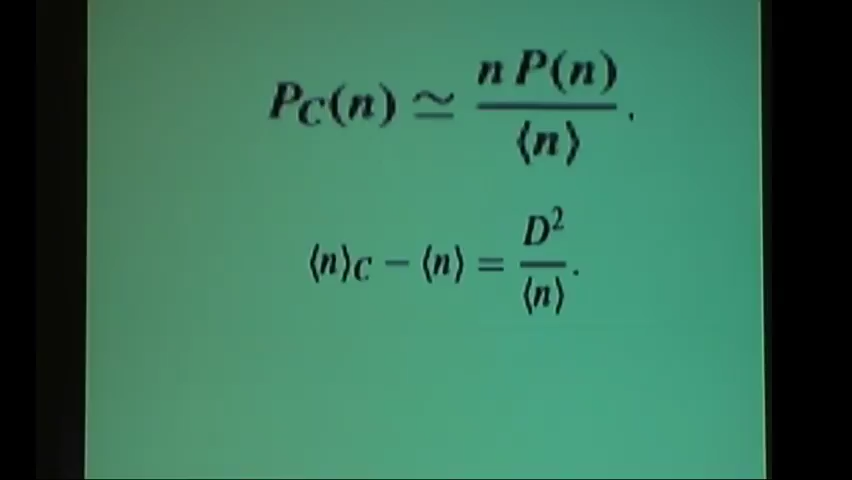 P_C(n) ≃ n P(n) / ⟨n⟩ .
⟨n⟩_C − ⟨n⟩ = D² / ⟨n⟩ .